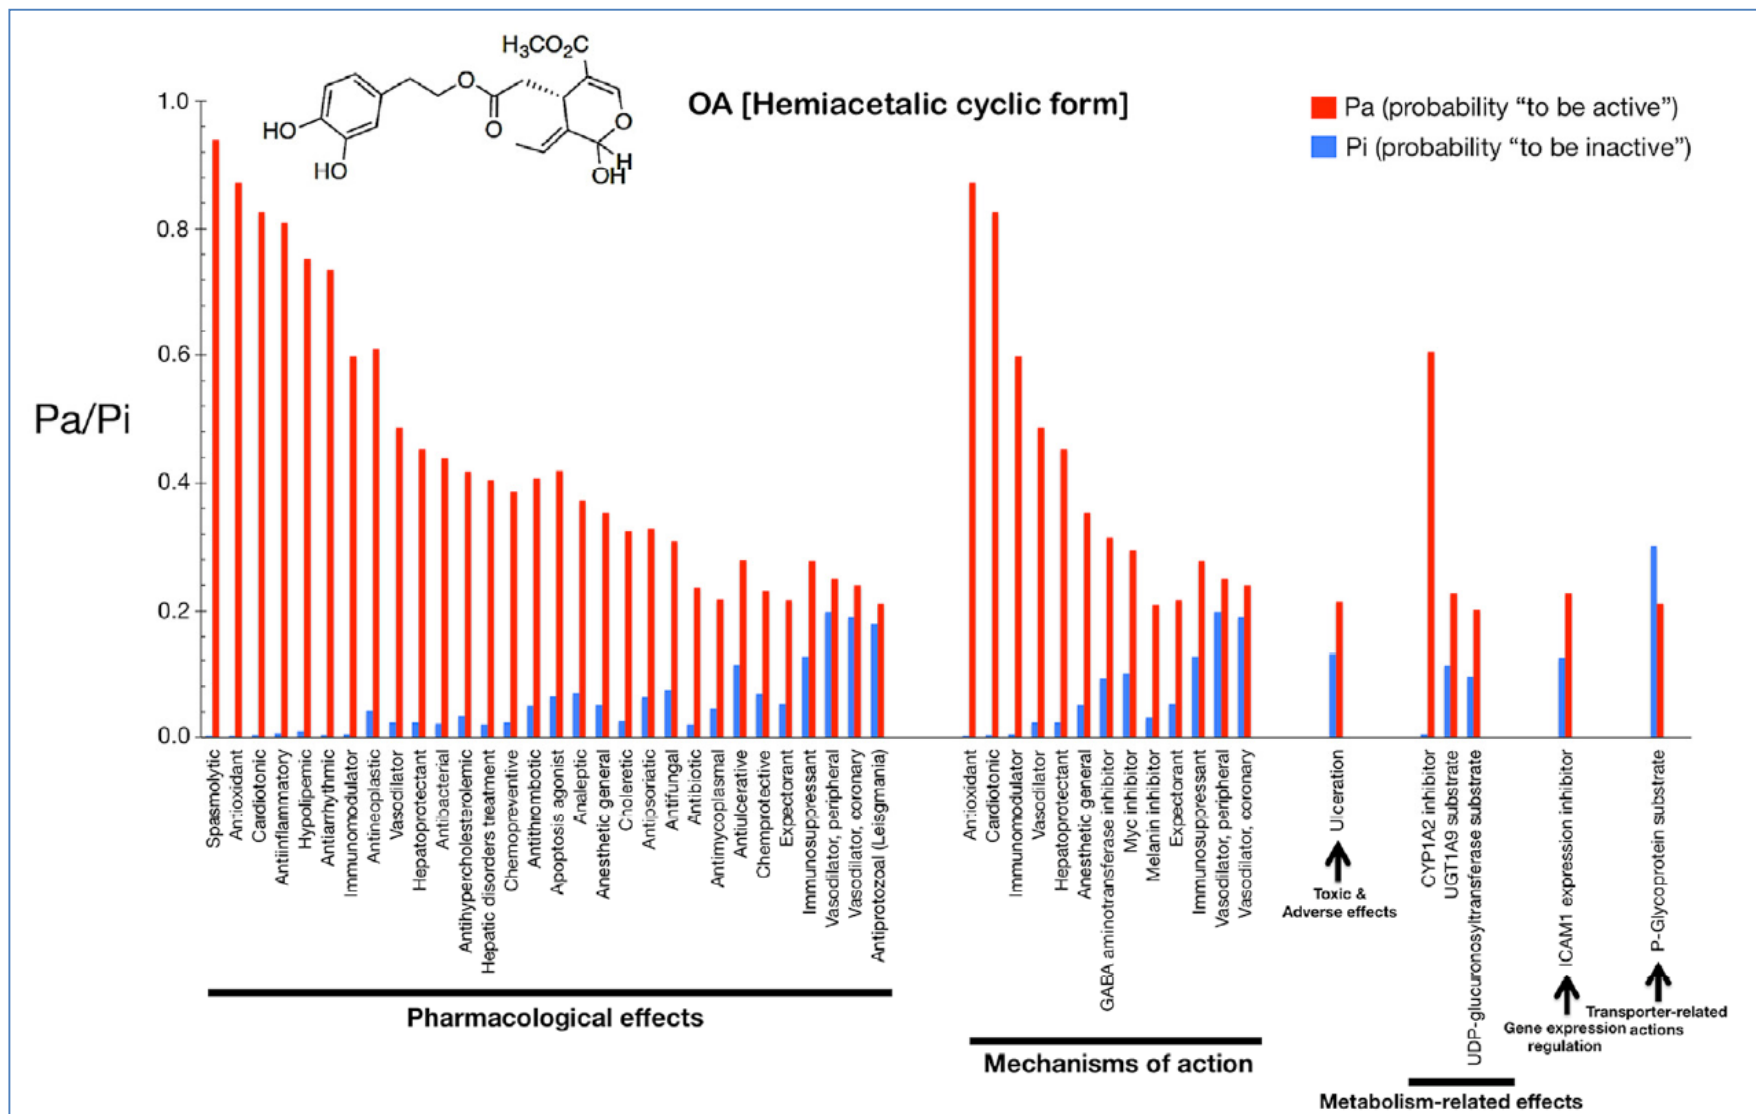 H₃CO₂C
O
O
O
HO
HO
H
OH
OA [Hemiacetalic cyclic form]
Pa (probability “to be active”)
Pi (probability “to be inactive”)
Pa/Pi
1.0
0.8
0.6
0.4
0.2
0.0
Spasmolytic
Antioxidant
Cardiotonic
Antiinflammatory
Hypolipemic
Antiarrhythmic
Immunomodulator
Antineoplastic
Vasodilator
Hepatoprotectant
Antibacterial
Antihypercholesterolemic
Hepatic disorders treatment
Chemopreventive
Antithrombotic
Apoptosis agonist
Analeptic
Anesthetic general
Choleretic
Antipsoriatic
Antifungal
Antibiotic
Antimycoplasmal
Antiulcerative
Chemprotective
Expectorant
Immunosuppressant
Vasodilator, peripheral
Vasodilator, coronary
Antiprotozoal (Leisgmania)
Pharmacological effects
Antioxidant
Cardiotonic
Immunomodulator
Vasodilator
Hepatoprotectant
Anesthetic general
GABA aminotransferase inhibitor
Myc inhibitor
Melanin inhibitor
Expectorant
Immunosuppressant
Vasodilator, peripheral
Vasodilator, coronary
Mechanisms of action
Ulceration
Toxic &
Adverse effects
CYP1A2 inhibitor
UGT1A9 substrate
UDP-glucuronosyltransferase substrate
Metabolism-related effects
ICAM1 expression inhibitor
Gene expression
regulation
P-Glycoprotein substrate
Transporter-related
actions